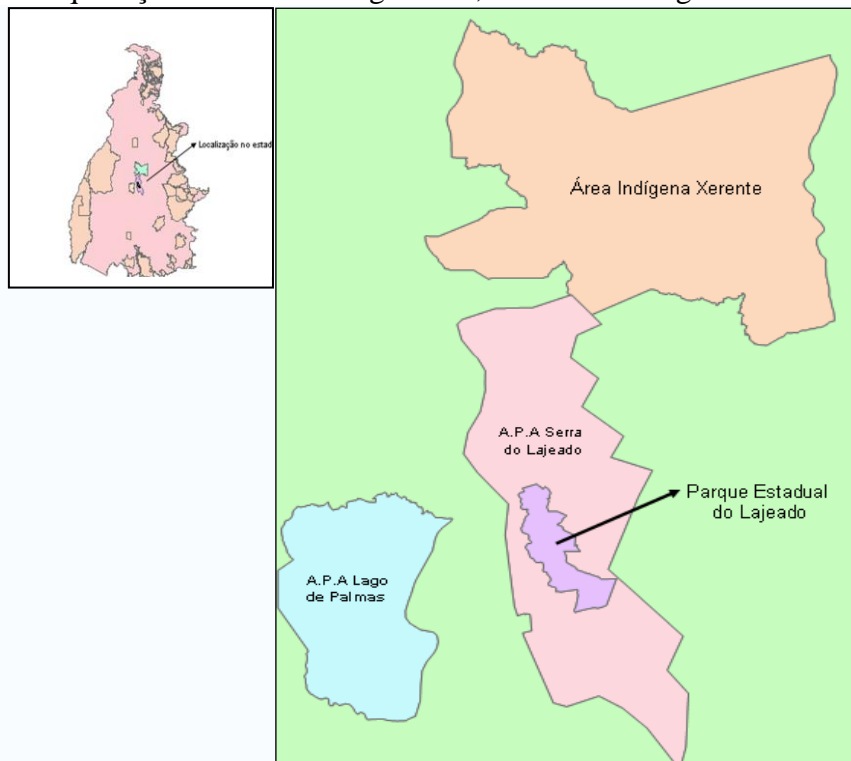 Localização no estad
Área Indígena Xerente
A.P.A Serra
do Lajeado
Parque Estadual
do Lajeado
A.P.A Lago
de Palmas